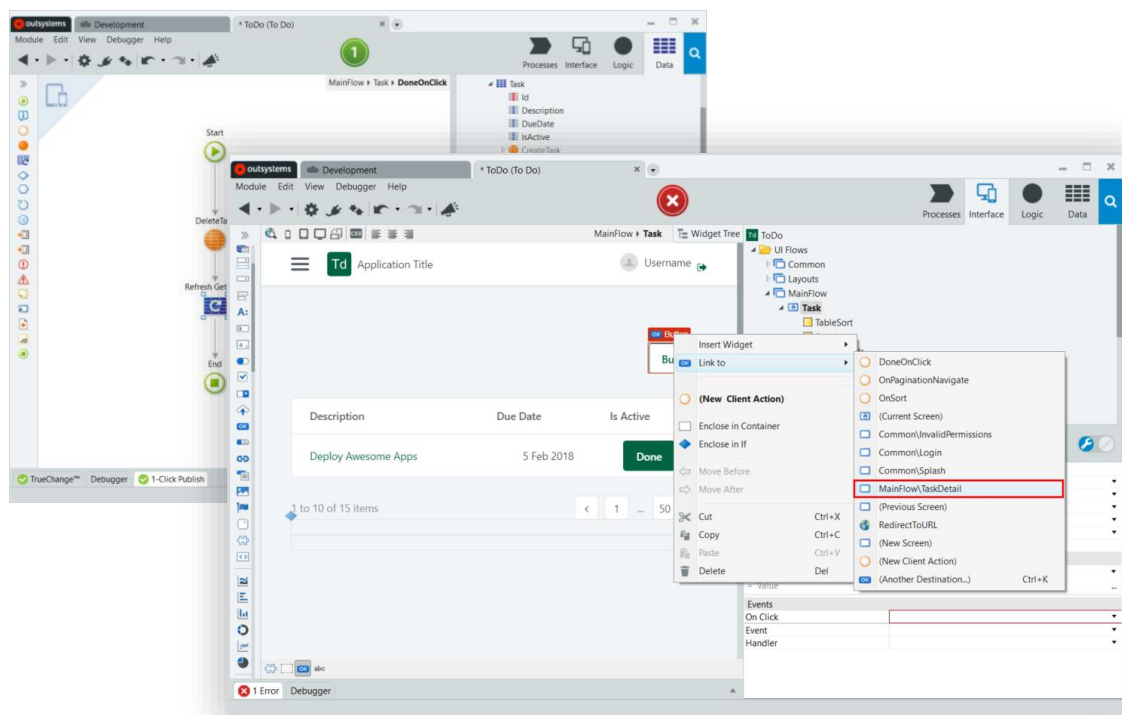 outsystems Development * ToDo (To Do)
Module Edit View Debugger Help
1
Processes Interface Logic Data
MainFlow Task DoneOnClick
Task
Id
Description
DueDate
IsActive
CreateTask
Start
DeleteTa
Refresh Get
End
TrueChange™ Debugger 1-Click Publish
outsystems Development * ToDo (To Do)
Module Edit View Debugger Help
Processes Interface Logic Data
CSS
MainFlow Task Widget Tree
Td ToDo
UI Flows
Common
Layouts
MainFlow
Task
TableSort
Td Application Title Username
OK Button
Bu
Description Due Date Is Active
Deploy Awesome Apps 5 Feb 2018 Done
1 to 10 of 15 items 1 ... 50
Insert Widget
OK Link to
(New Client Action)
Enclose in Container
Enclose in If
Move Before
Move After
Cut Ctrl+X
Copy Ctrl+C
Paste Ctrl+V
Delete Del
DoneOnClick
OnPaginationNavigate
OnSort
(Current Screen)
Common\InvalidPermissions
Common\Login
Common\Splash
MainFlow\TaskDetail
(Previous Screen)
RedirectToURL
(New Screen)
(New Client Action)
OK (Another Destination...) Ctrl+K
Value
Events
On Click
Event
Handler
OK abc
1 Error Debugger